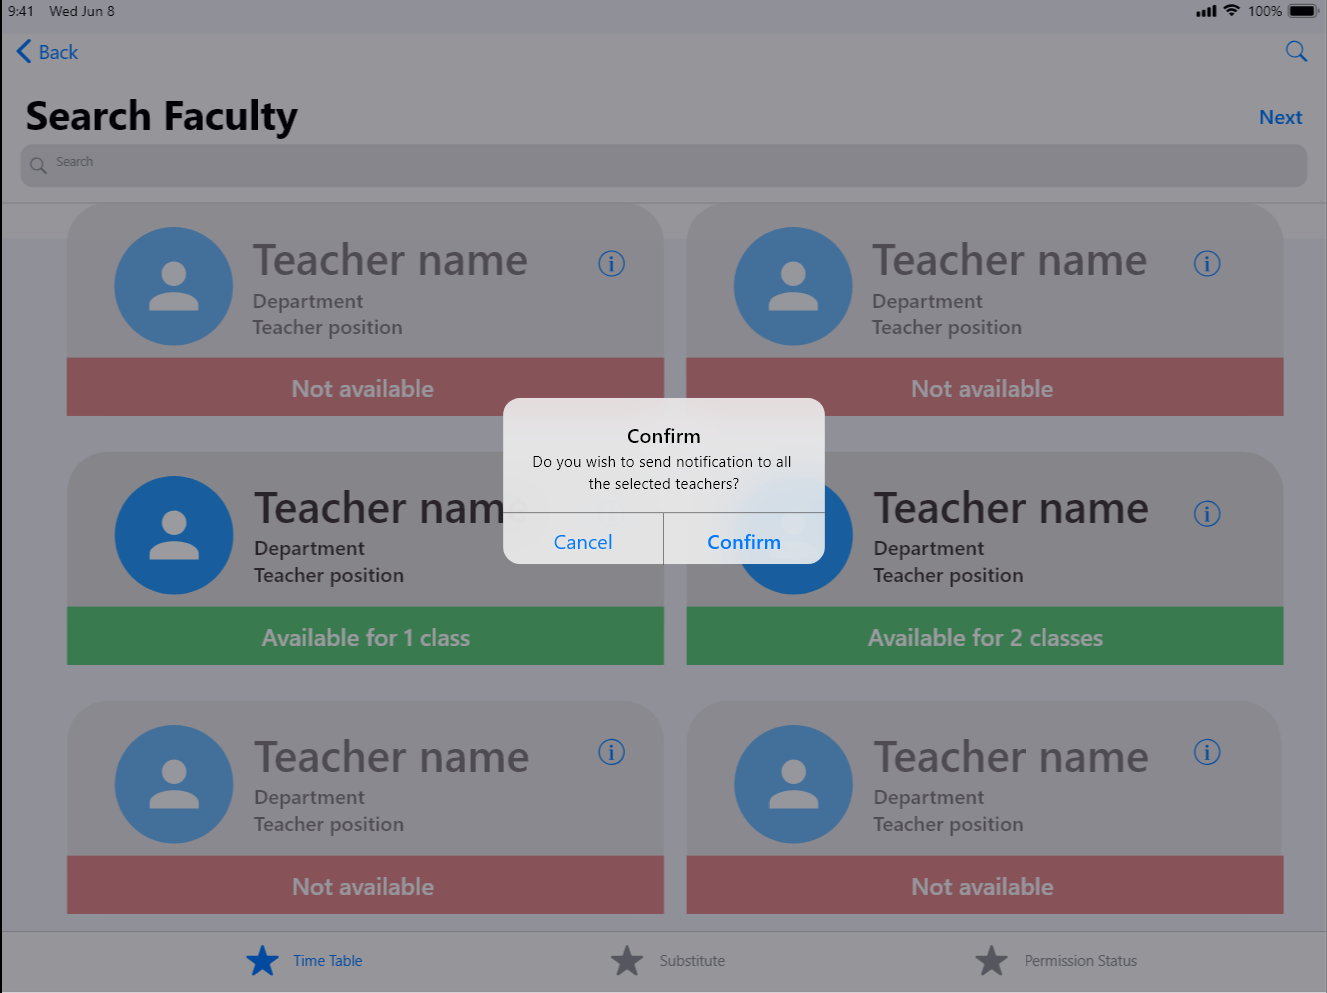 9:41 Wed Jun 8 100%
Back
Search Faculty
Next
Search
Teacher name
Department
Teacher position
Not available
Teacher name
Department
Teacher position
Not available
Confirm
Do you wish to send notification to all
the selected teachers?
Cancel Confirm
Teacher name
Department
Teacher position
Available for 1 class
Teacher name
Department
Teacher position
Available for 2 classes
Teacher name
Department
Teacher position
Not available
Teacher name
Department
Teacher position
Not available
Time Table
Substitute
Permission Status